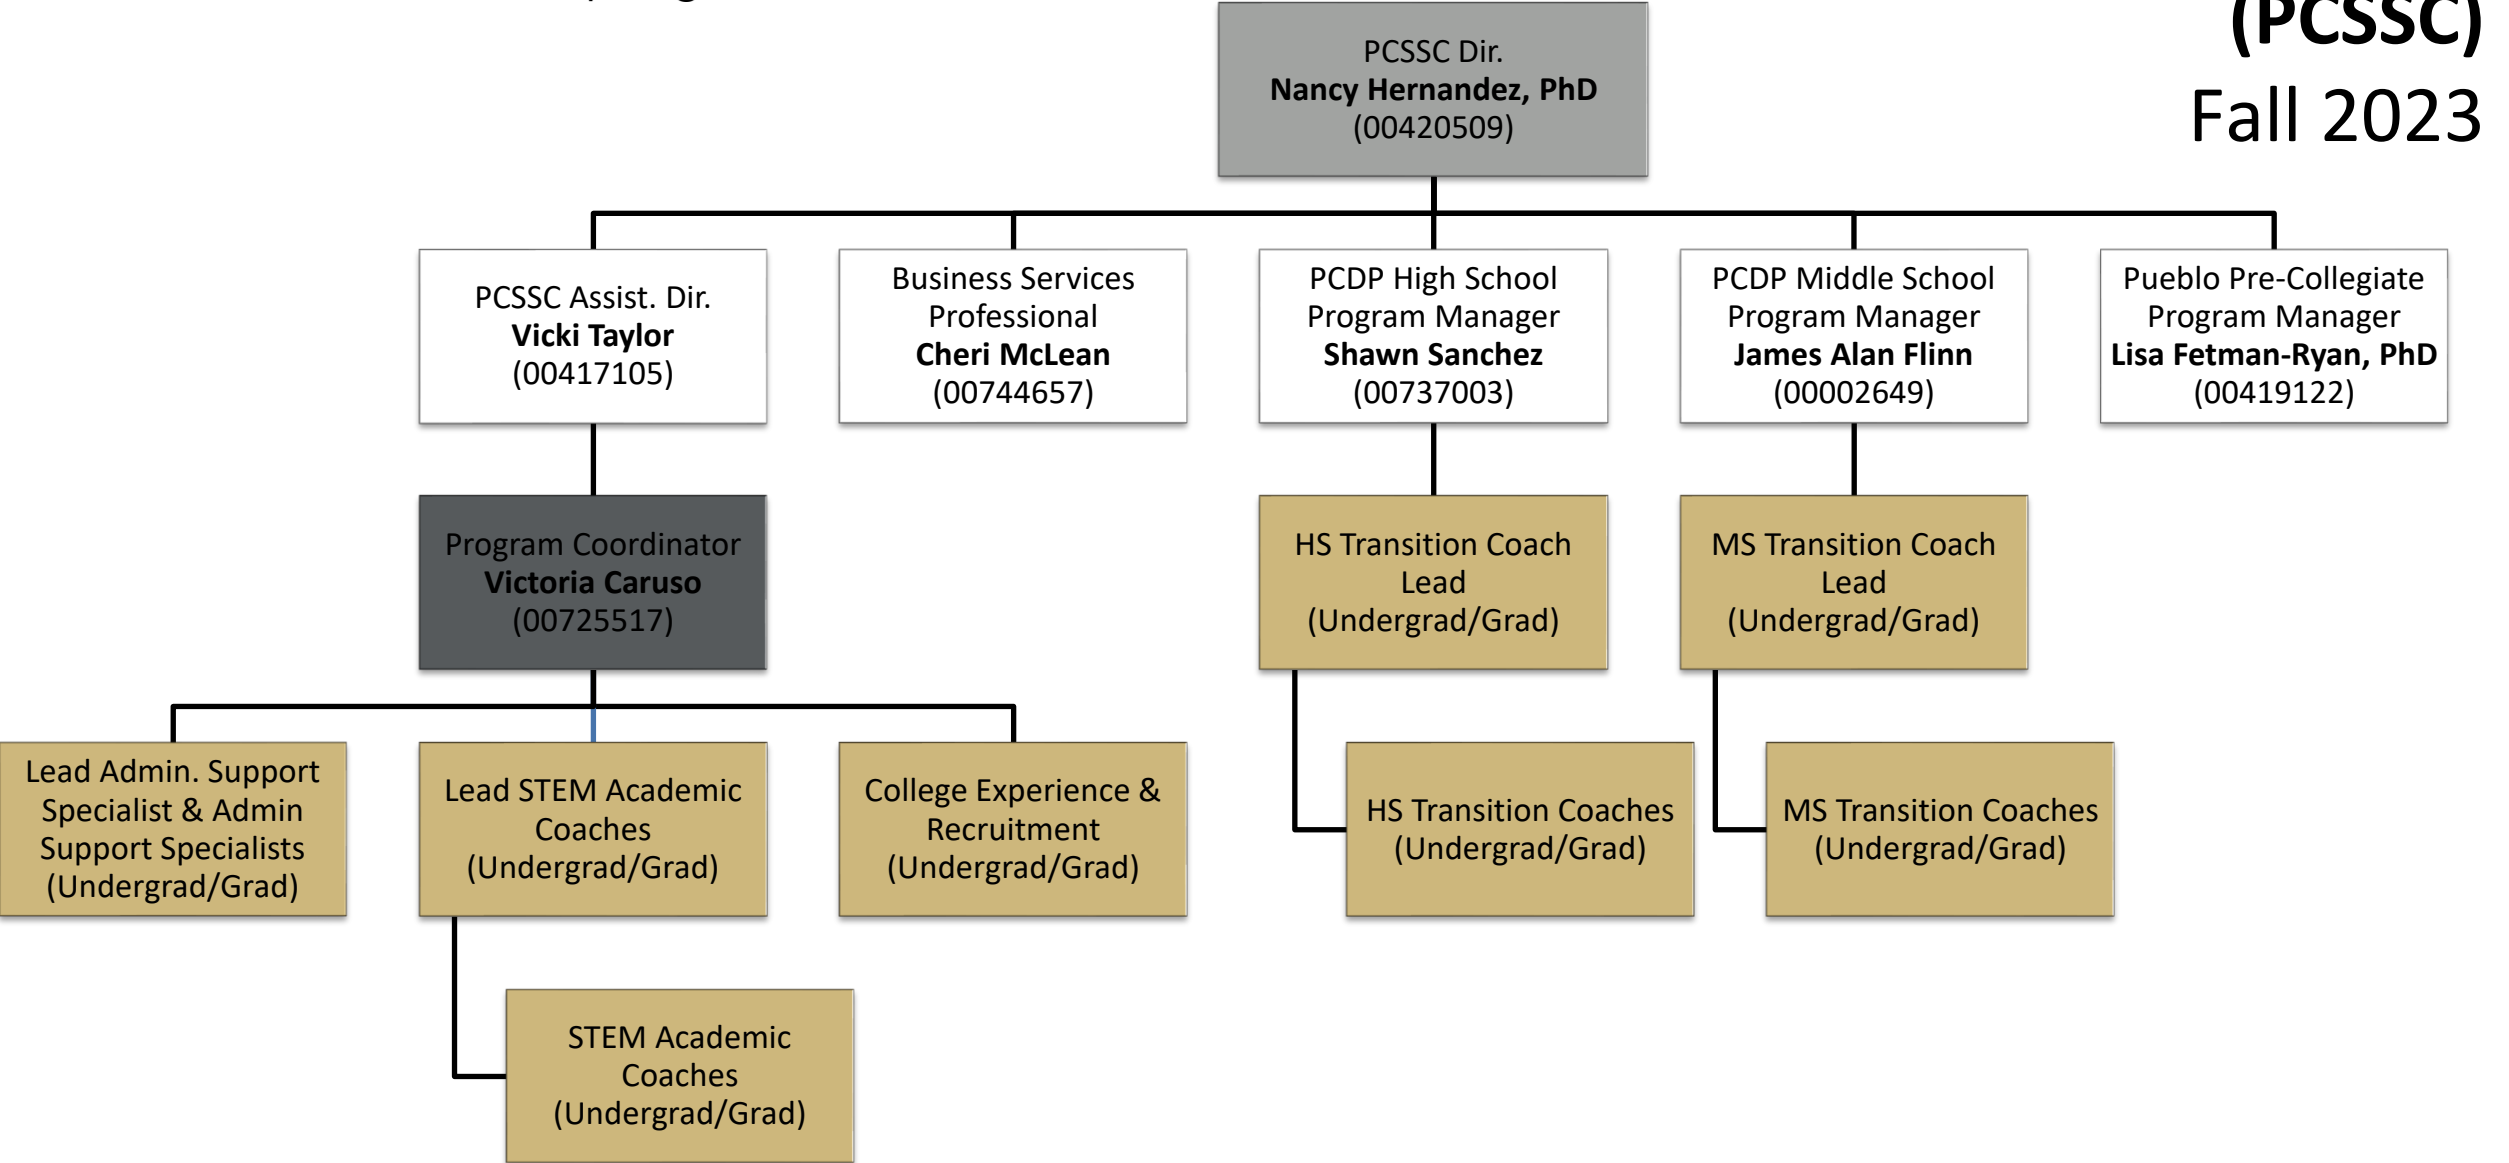 (PCSSC)
Fall 2023
PCSSC Dir.
Nancy Hernandez, PhD
(00420509)
PCSSC Assist. Dir.
Vicki Taylor
(00417105)
Business Services
Professional
Cheri McLean
(00744657)
PCDP High School
Program Manager
Shawn Sanchez
(00737003)
PCDP Middle School
Program Manager
James Alan Flinn
(00002649)
Pueblo Pre-Collegiate
Program Manager
Lisa Fetman-Ryan, PhD
(00419122)
Program Coordinator
Victoria Caruso
(00725517)
HS Transition Coach
Lead
(Undergrad/Grad)
MS Transition Coach
Lead
(Undergrad/Grad)
Lead Admin. Support
Specialist & Admin
Support Specialists
(Undergrad/Grad)
Lead STEM Academic
Coaches
(Undergrad/Grad)
College Experience &
Recruitment
(Undergrad/Grad)
HS Transition Coaches
(Undergrad/Grad)
MS Transition Coaches
(Undergrad/Grad)
STEM Academic
Coaches
(Undergrad/Grad)